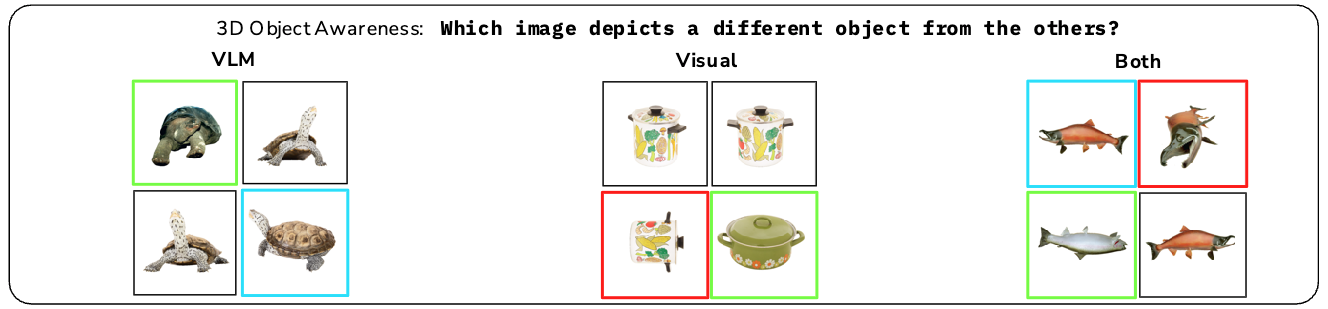 3D Object Awareness: Which image depicts a different object from the others?
VLM
Visual
Both